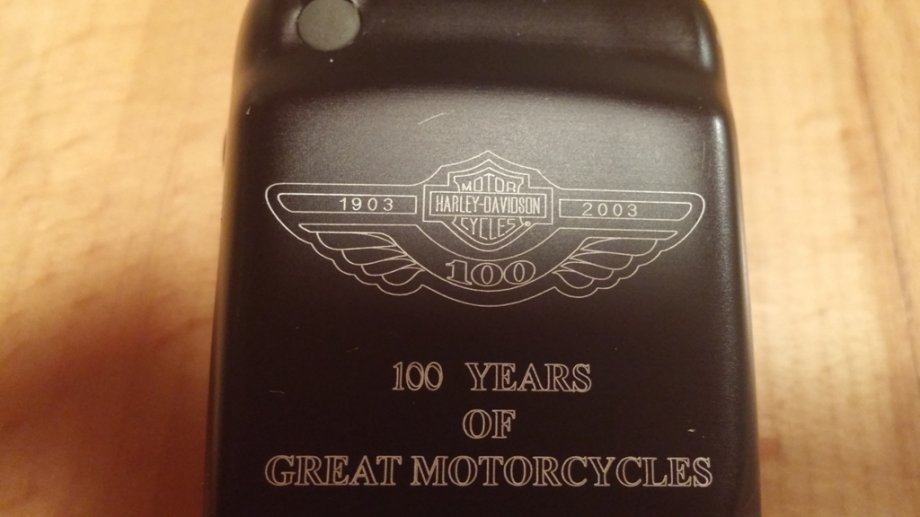 MOTOR
1903 HARLEY-DAVIDSON 2003
CYCLES®
100
100 YEARS
OF
GREAT MOTORCYCLES